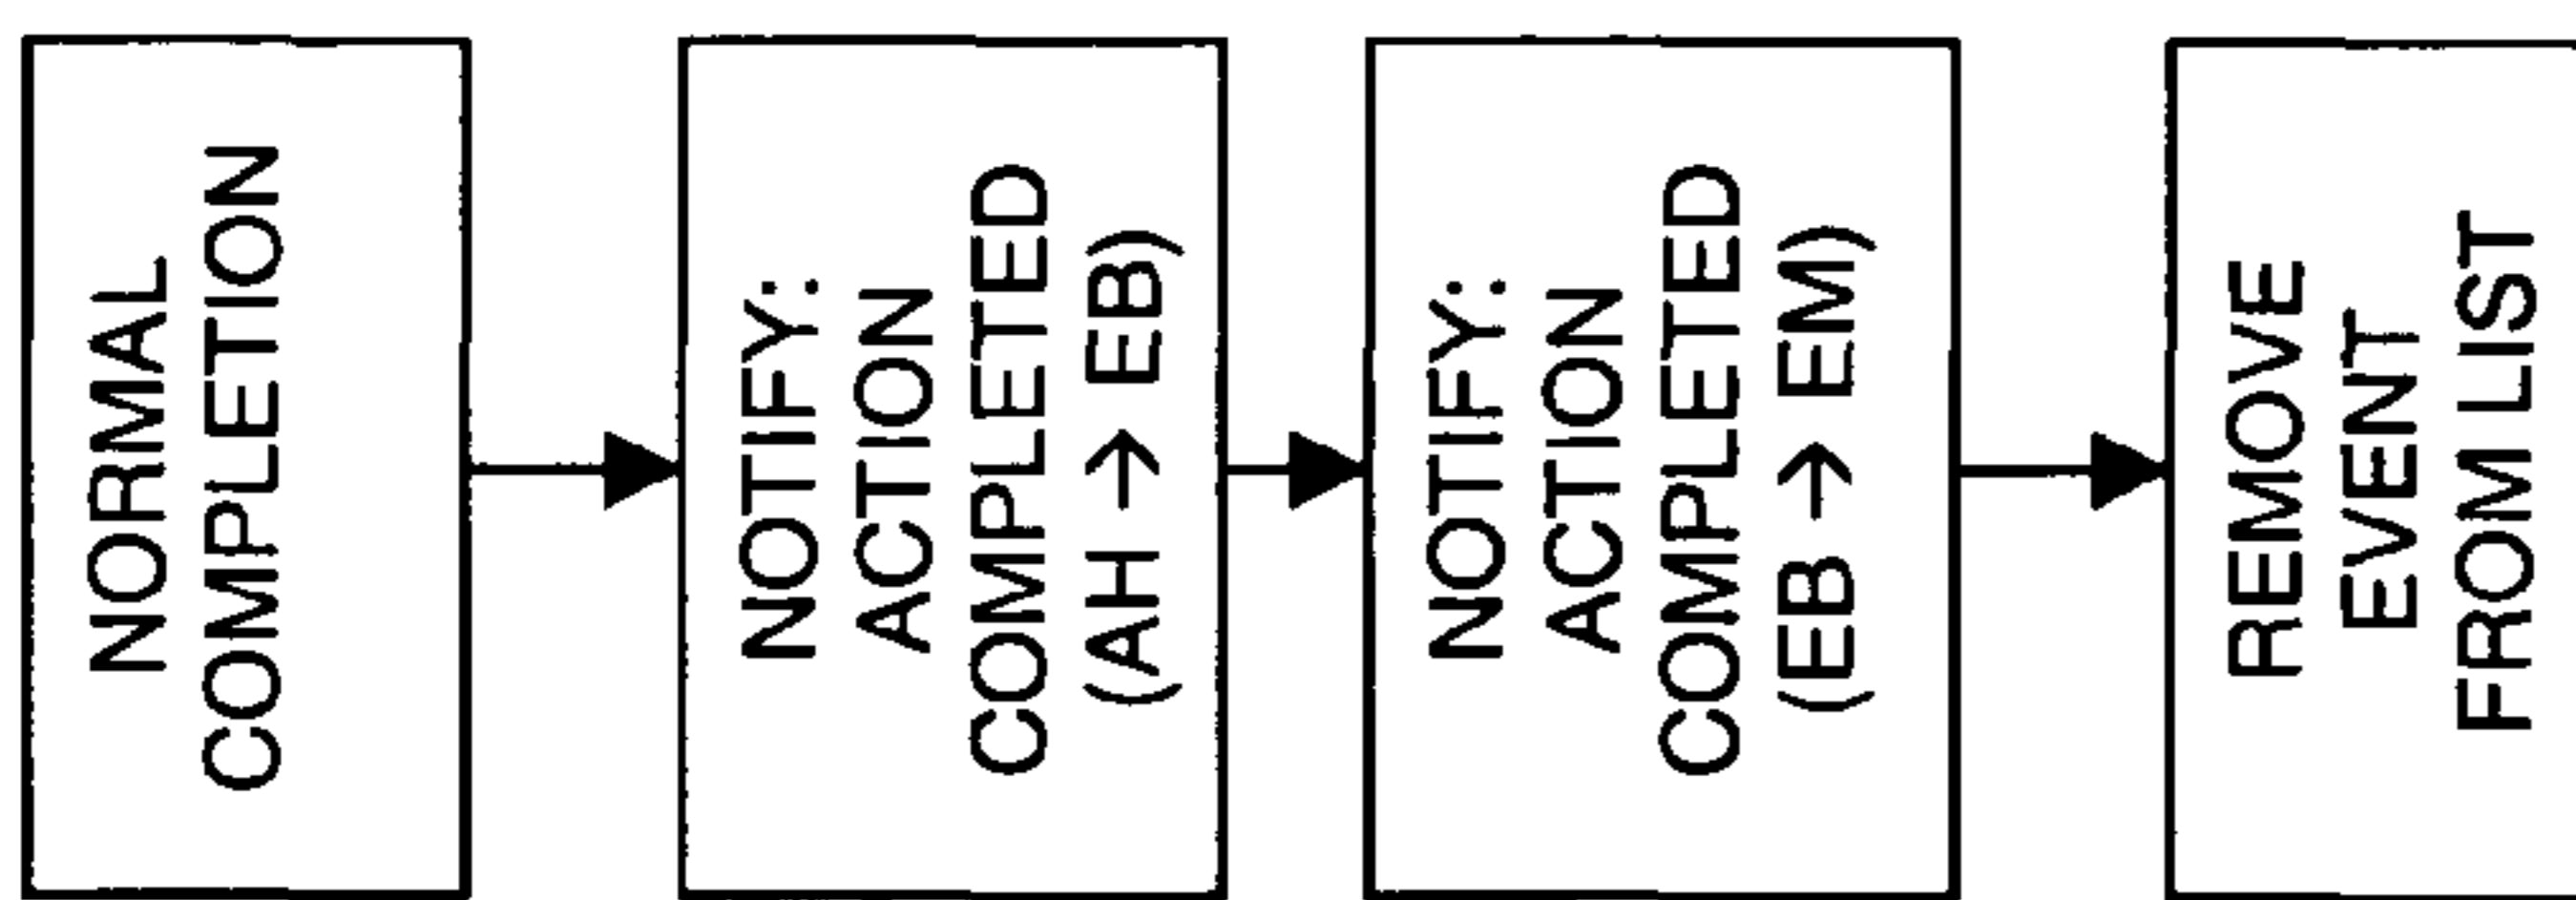 NORMAL
COMPLETION
NOTIFY:
ACTION
COMPLETED
(AH → EB)
NOTIFY:
ACTION
COMPLETED
(EB → EM)
REMOVE
EVENT
FROM LIST